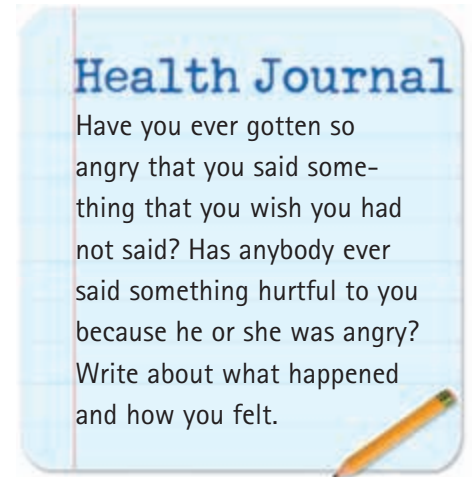 Health Journal
Have you ever gotten so
angry that you said some-
thing that you wish you had
not said? Has anybody ever
said something hurtful to you
because he or she was angry?
Write about what happened
and how you felt.